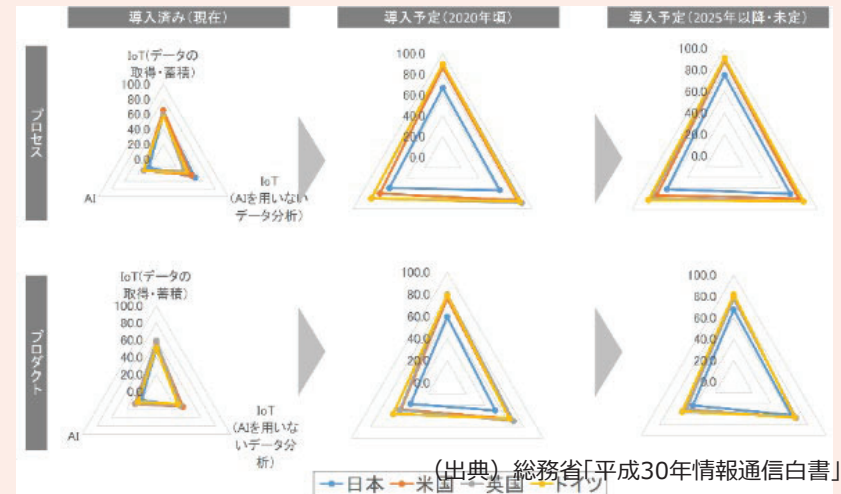 導入済み(現在)
導入予定(2020年頃)
導入予定(2025年以降・未定)
プロセス
IoT(データの
取得・蓄積)
100.0
80.0
60.0
40.0
20.0
0.0
AI
IoT
(AIを用いない
データ分析)
100.0
80.0
60.0
40.0
20.0
0.0
100.0
80.0
60.0
40.0
20.0
0.0
プロダクト
IoT(データの
取得・蓄積)
100.0
80.0
60.0
40.0
20.0
0.0
AI
IoT
(AIを用いな
いデータ分
析)
100.0
80.0
60.0
40.0
20.0
0.0
100.0
80.0
60.0
40.0
20.0
0.0
(出典)総務省「平成30年情報通信白書」
日本 米国 英国 ドイツ